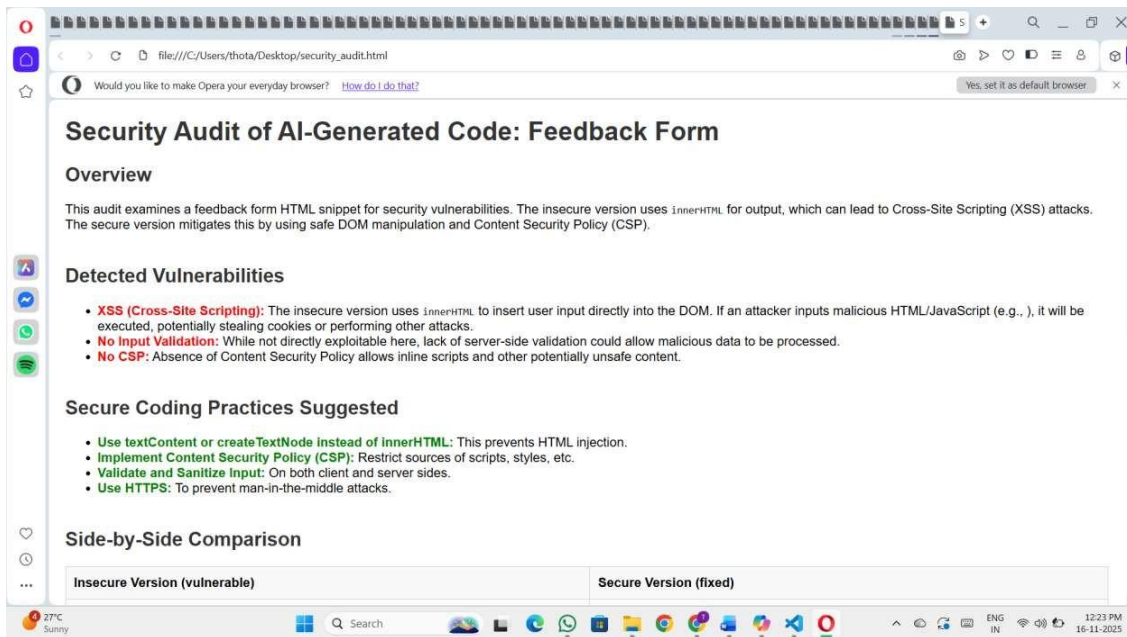 S
file:///C:/Users/thota/Desktop/security_audit.html
Would you like to make Opera your everyday browser? How do I do that?
Yes, set it as default browser
Security Audit of AI-Generated Code: Feedback Form
Overview
This audit examines a feedback form HTML snippet for security vulnerabilities. The insecure version uses innerHTML for output, which can lead to Cross-Site Scripting (XSS) attacks.
The secure version mitigates this by using safe DOM manipulation and Content Security Policy (CSP).
Detected Vulnerabilities
• XSS (Cross-Site Scripting): The insecure version uses innerHTML to insert user input directly into the DOM. If an attacker inputs malicious HTML/JavaScript (e.g., ), it will be
executed, potentially stealing cookies or performing other attacks.
• No Input Validation: While not directly exploitable here, lack of server-side validation could allow malicious data to be processed.
• No CSP: Absence of Content Security Policy allows inline scripts and other potentially unsafe content.
Secure Coding Practices Suggested
• Use textContent or createTextNode instead of innerHTML: This prevents HTML injection.
• Implement Content Security Policy (CSP): Restrict sources of scripts, styles, etc.
• Validate and Sanitize Input: On both client and server sides.
• Use HTTPS: To prevent man-in-the-middle attacks.
Side-by-Side Comparison
Insecure Version (vulnerable) Secure Version (fixed)
4 27°C
Sunny
Search
ENG
IN
12:23 PM
16-11-2025